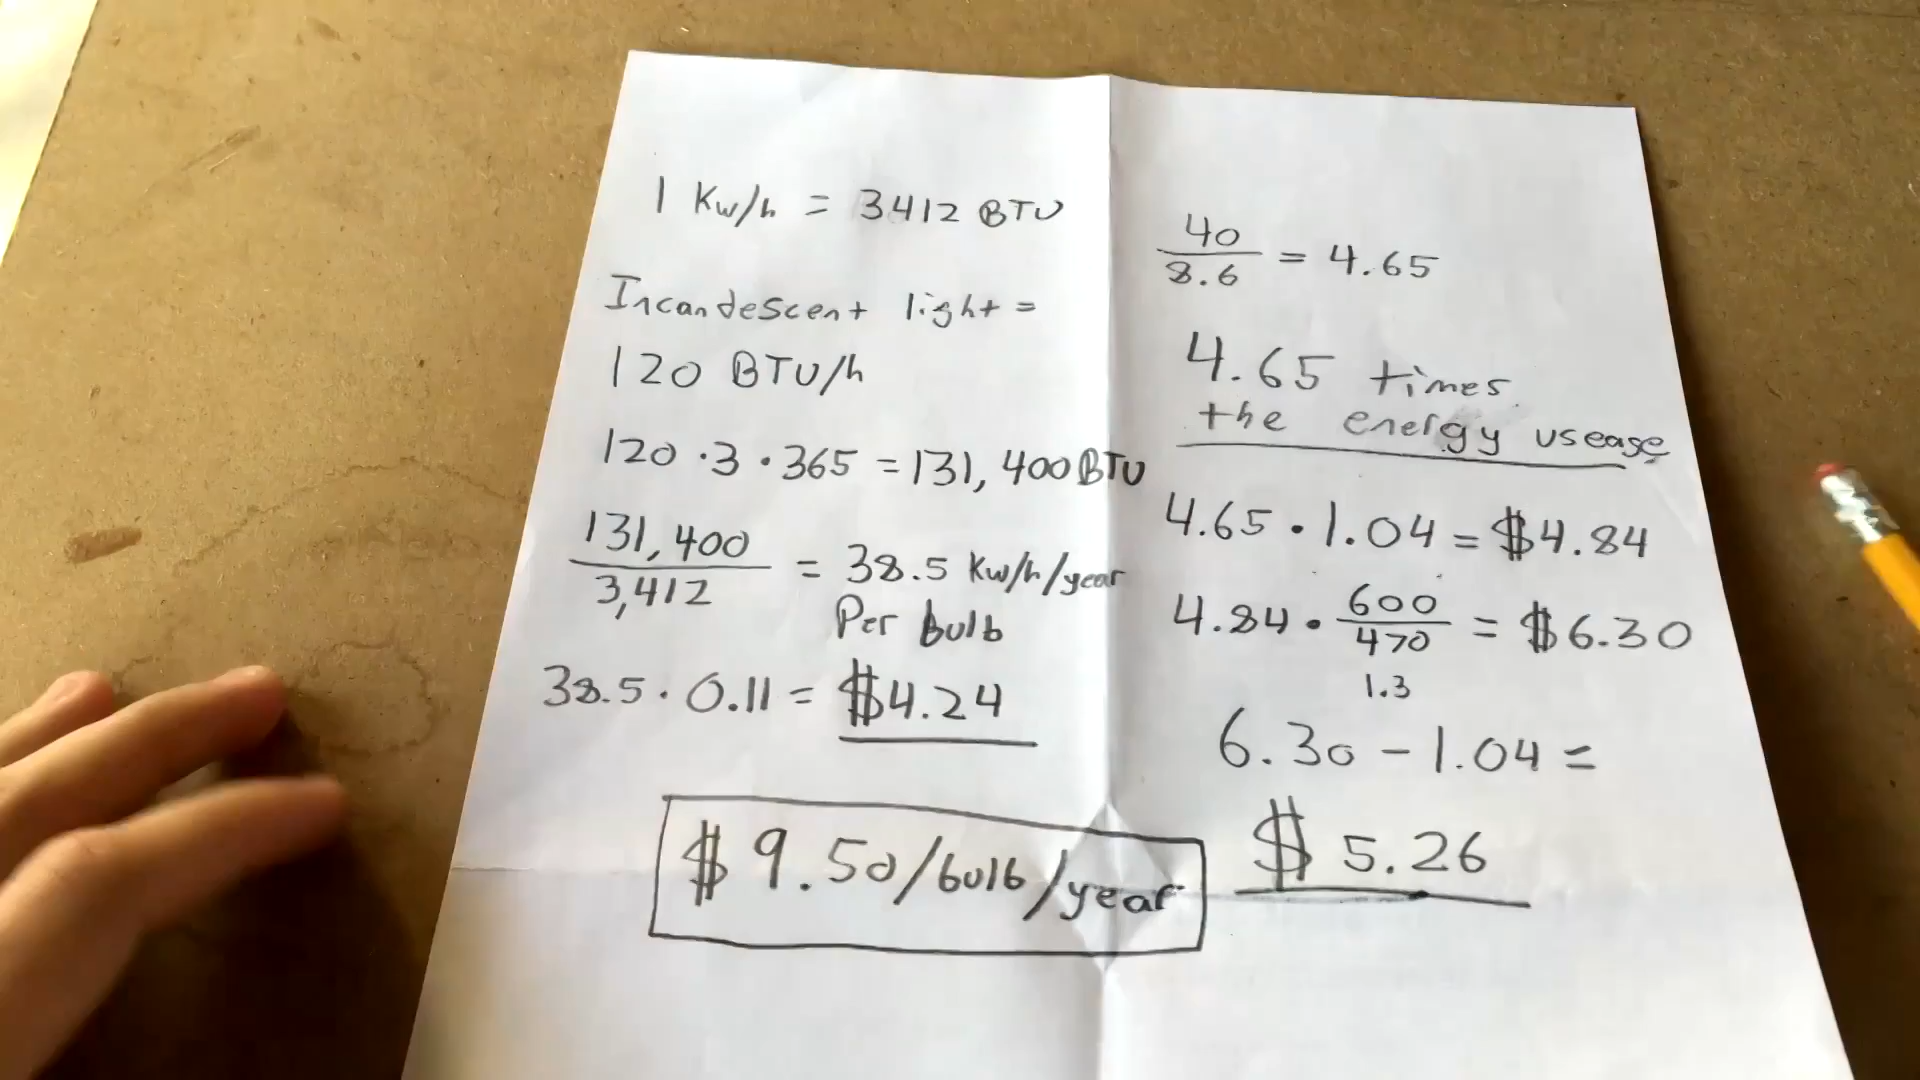 1 Kw/h = 3412 BTU
Incandescent light =
120 BTU/h
120 · 3 · 365 = 131,400 BTU
131,400
3,412
= 38.5 Kw/h/year
Per Bulb
38.5 · 0.11 = $4.24
$ 9.50/bulb/year
40
8.6
= 4.65
4.65 times
the energy useage
4.65 · 1.04 = $4.84
4.84 · 600
470
= $6.30
1.3
6.30 - 1.04 =
$ 5.26